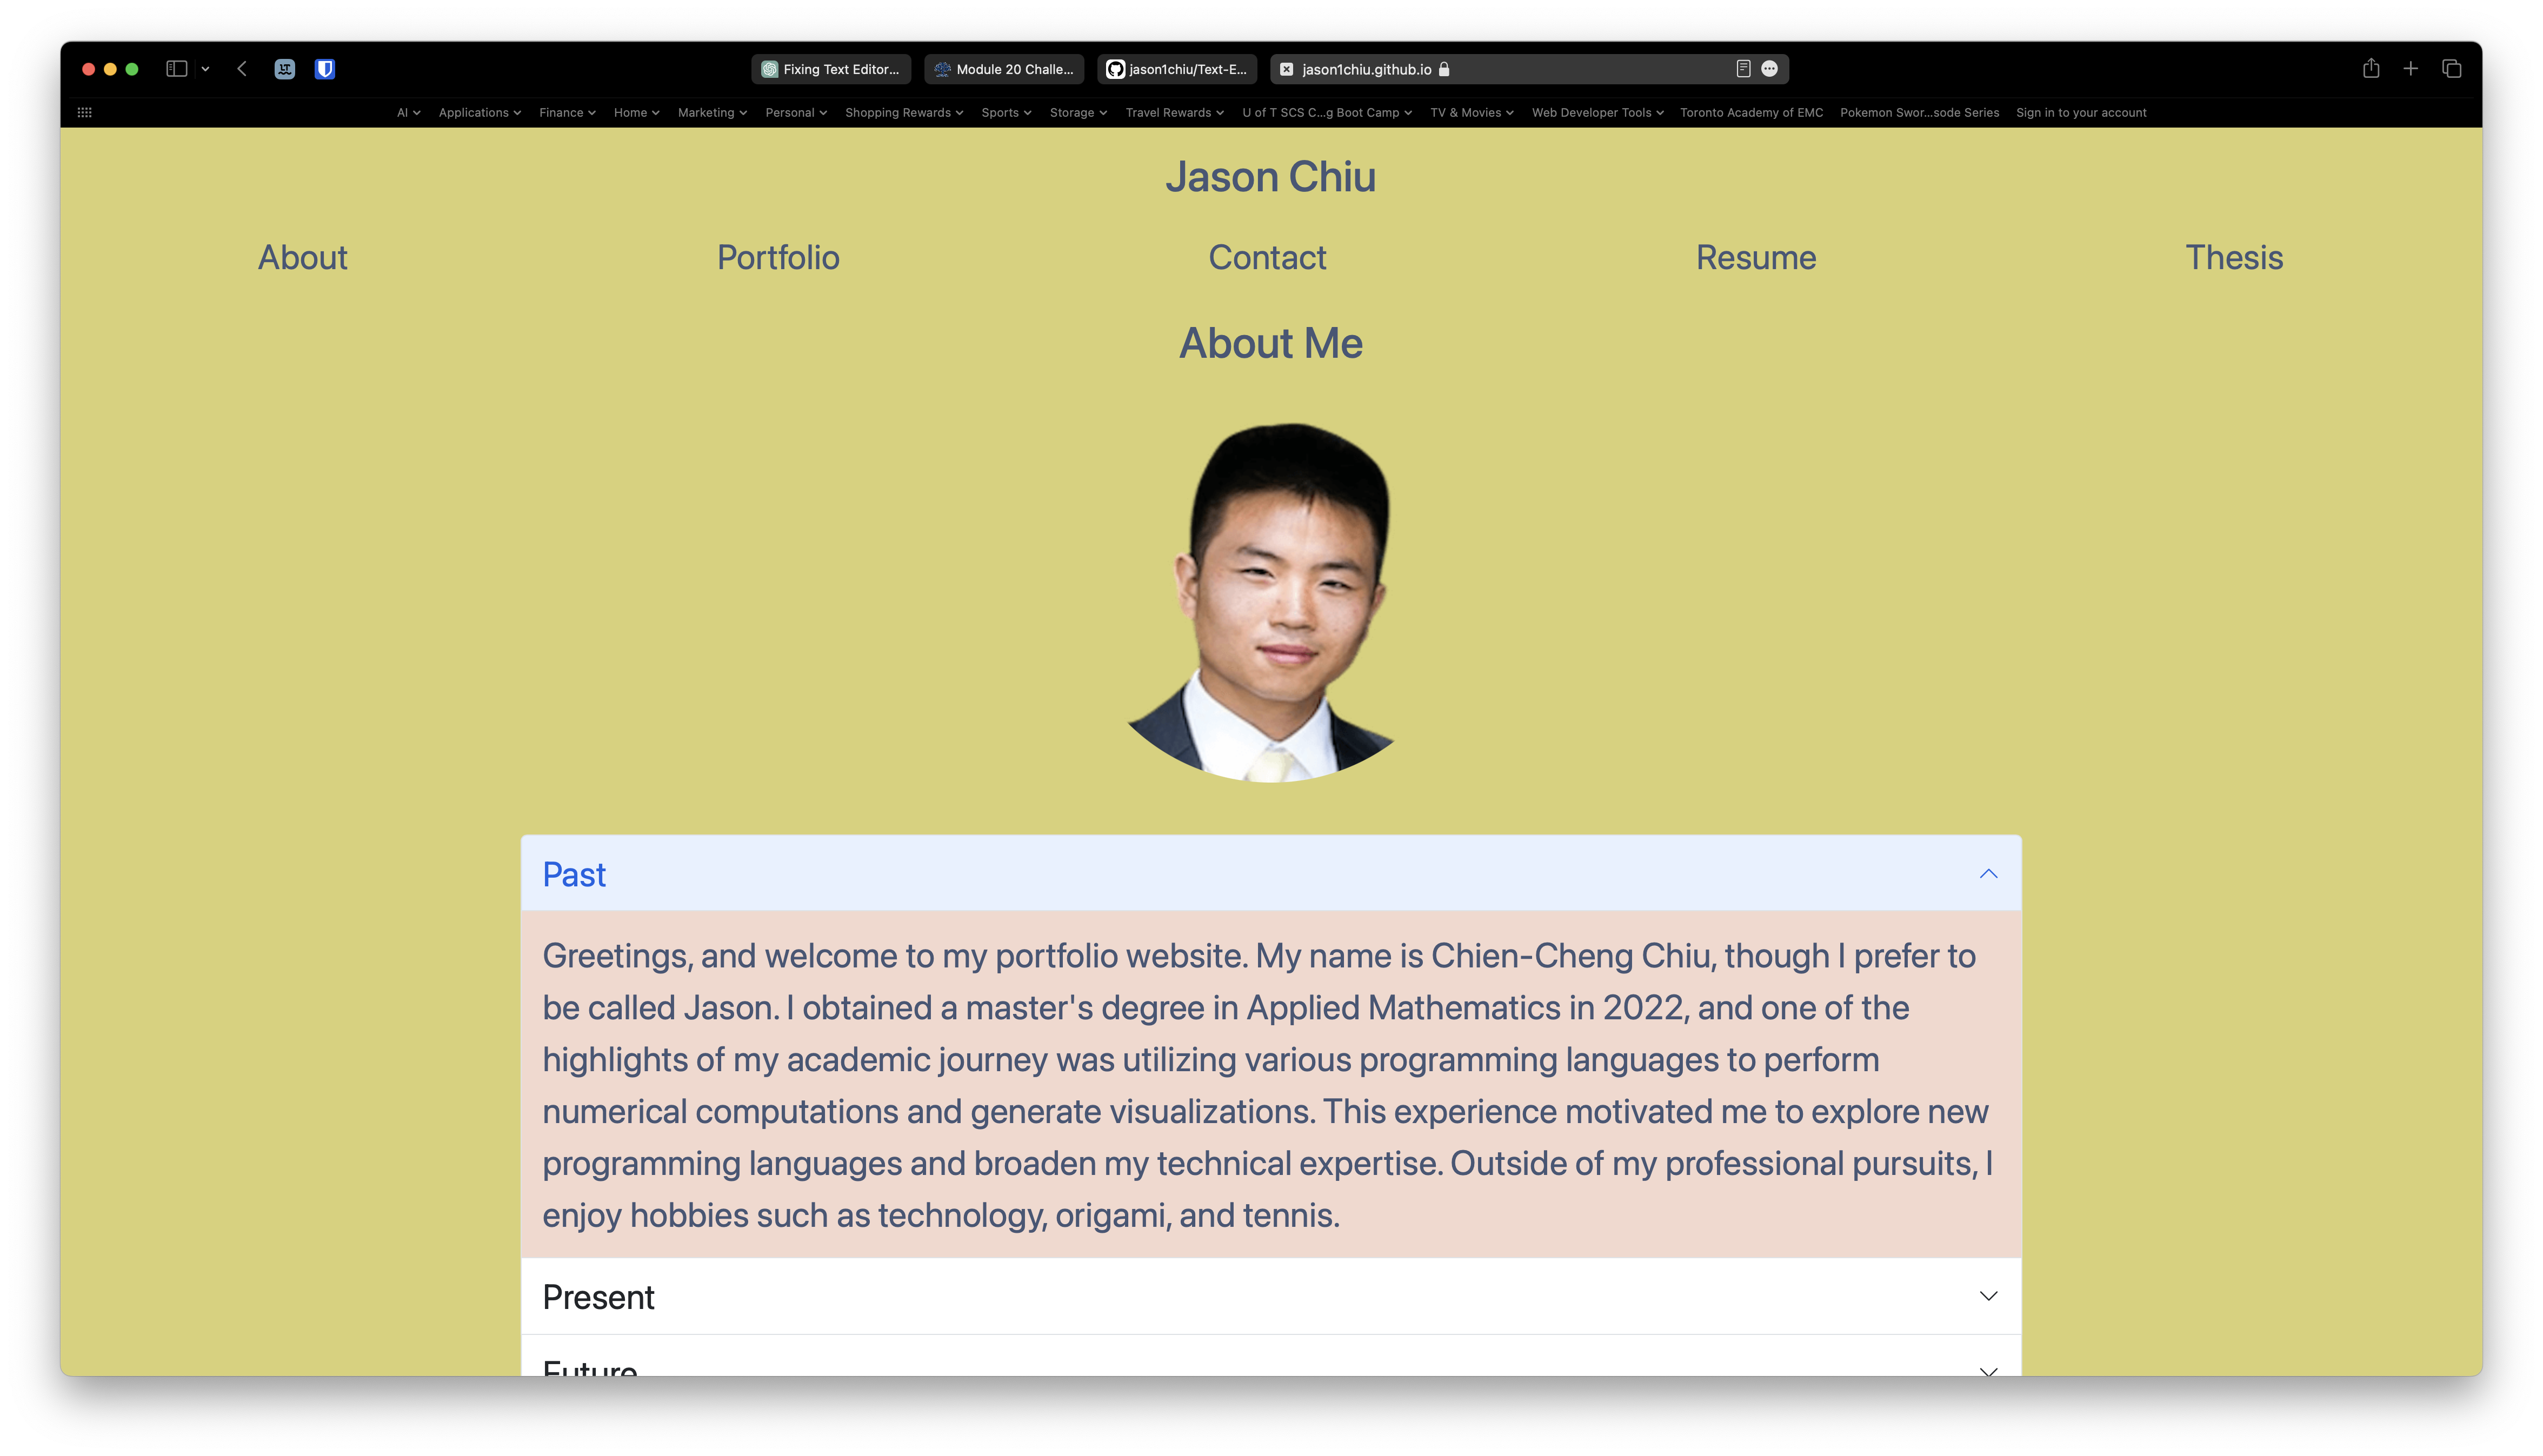 Fixing Text Editor...
Module 20 Challe...
jason1chiu/Text-E...
jason1chiu.github.io
AI
Applications
Finance
Home
Marketing
Personal
Shopping Rewards
Sports
Storage
Travel Rewards
U of T SCS C...g Boot Camp
TV & Movies
Web Developer Tools
Toronto Academy of EMC
Pokemon Swor...sode Series
Sign in to your account
Jason Chiu
About
Portfolio
Contact
Resume
Thesis
About Me
Past
Greetings, and welcome to my portfolio website. My name is Chien-Cheng Chiu, though I prefer to
be called Jason. I obtained a master's degree in Applied Mathematics in 2022, and one of the
highlights of my academic journey was utilizing various programming languages to perform
numerical computations and generate visualizations. This experience motivated me to explore new
programming languages and broaden my technical expertise. Outside of my professional pursuits, I
enjoy hobbies such as technology, origami, and tennis.
Present
Future